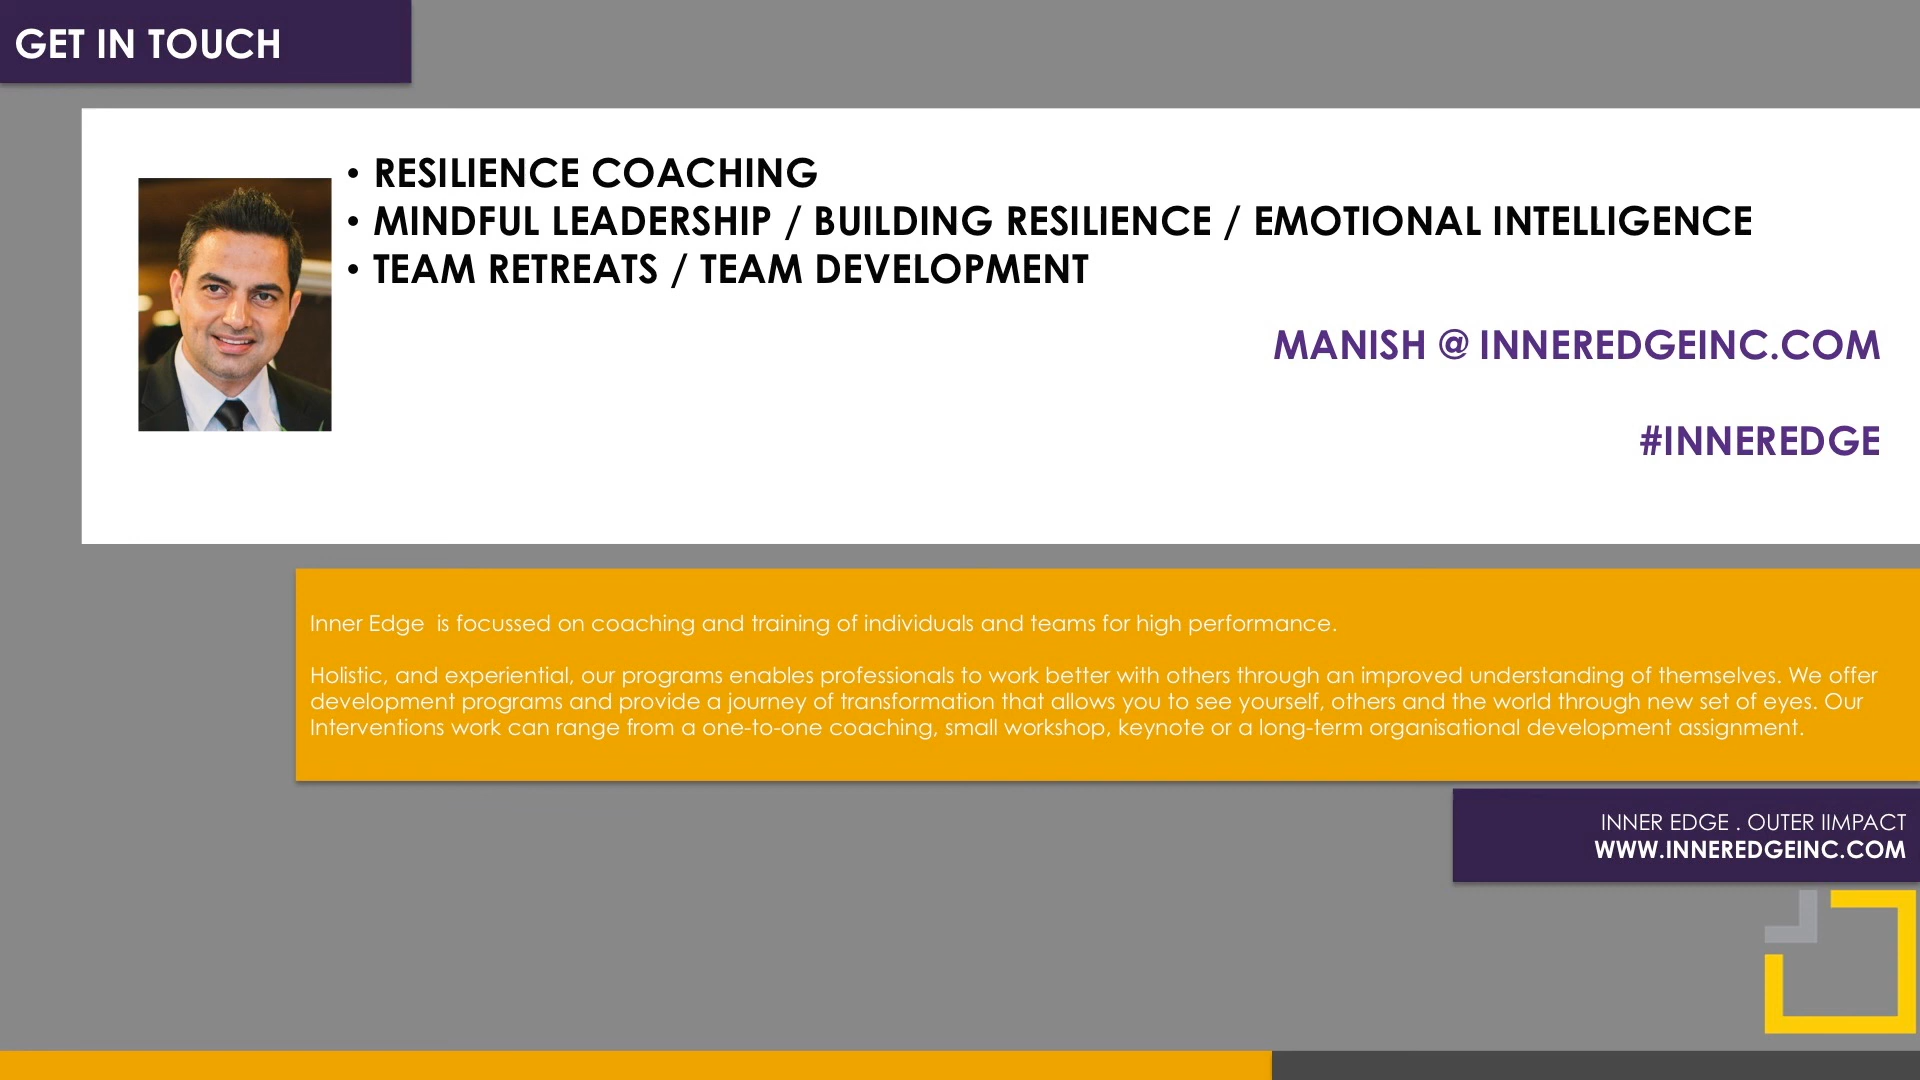 GET IN TOUCH
• RESILIENCE COACHING
• MINDFUL LEADERSHIP / BUILDING RESILIENCE / EMOTIONAL INTELLIGENCE
• TEAM RETREATS / TEAM DEVELOPMENT
MANISH @ INNEREDGEINC.COM
#INNEREDGE
Inner Edge  is focussed on coaching and training of individuals and teams for high performance.
Holistic, and experiential, our programs enables professionals to work better with others through an improved understanding of themselves. We offer
development programs and provide a journey of transformation that allows you to see yourself, others and the world through new set of eyes. Our
Interventions work can range from a one-to-one coaching, small workshop, keynote or a long-term organisational development assignment.
INNER EDGE . OUTER IIMPACT
WWW.INNEREDGEINC.COM